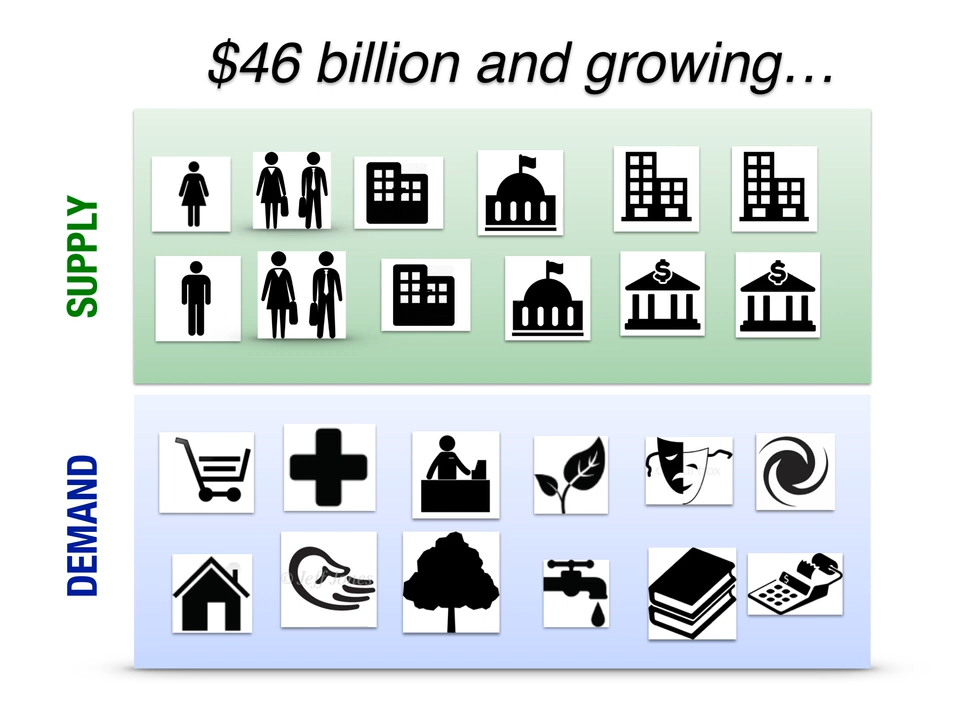 $46 billion and growing…
SUPPLY
$
$
DEMAND
$